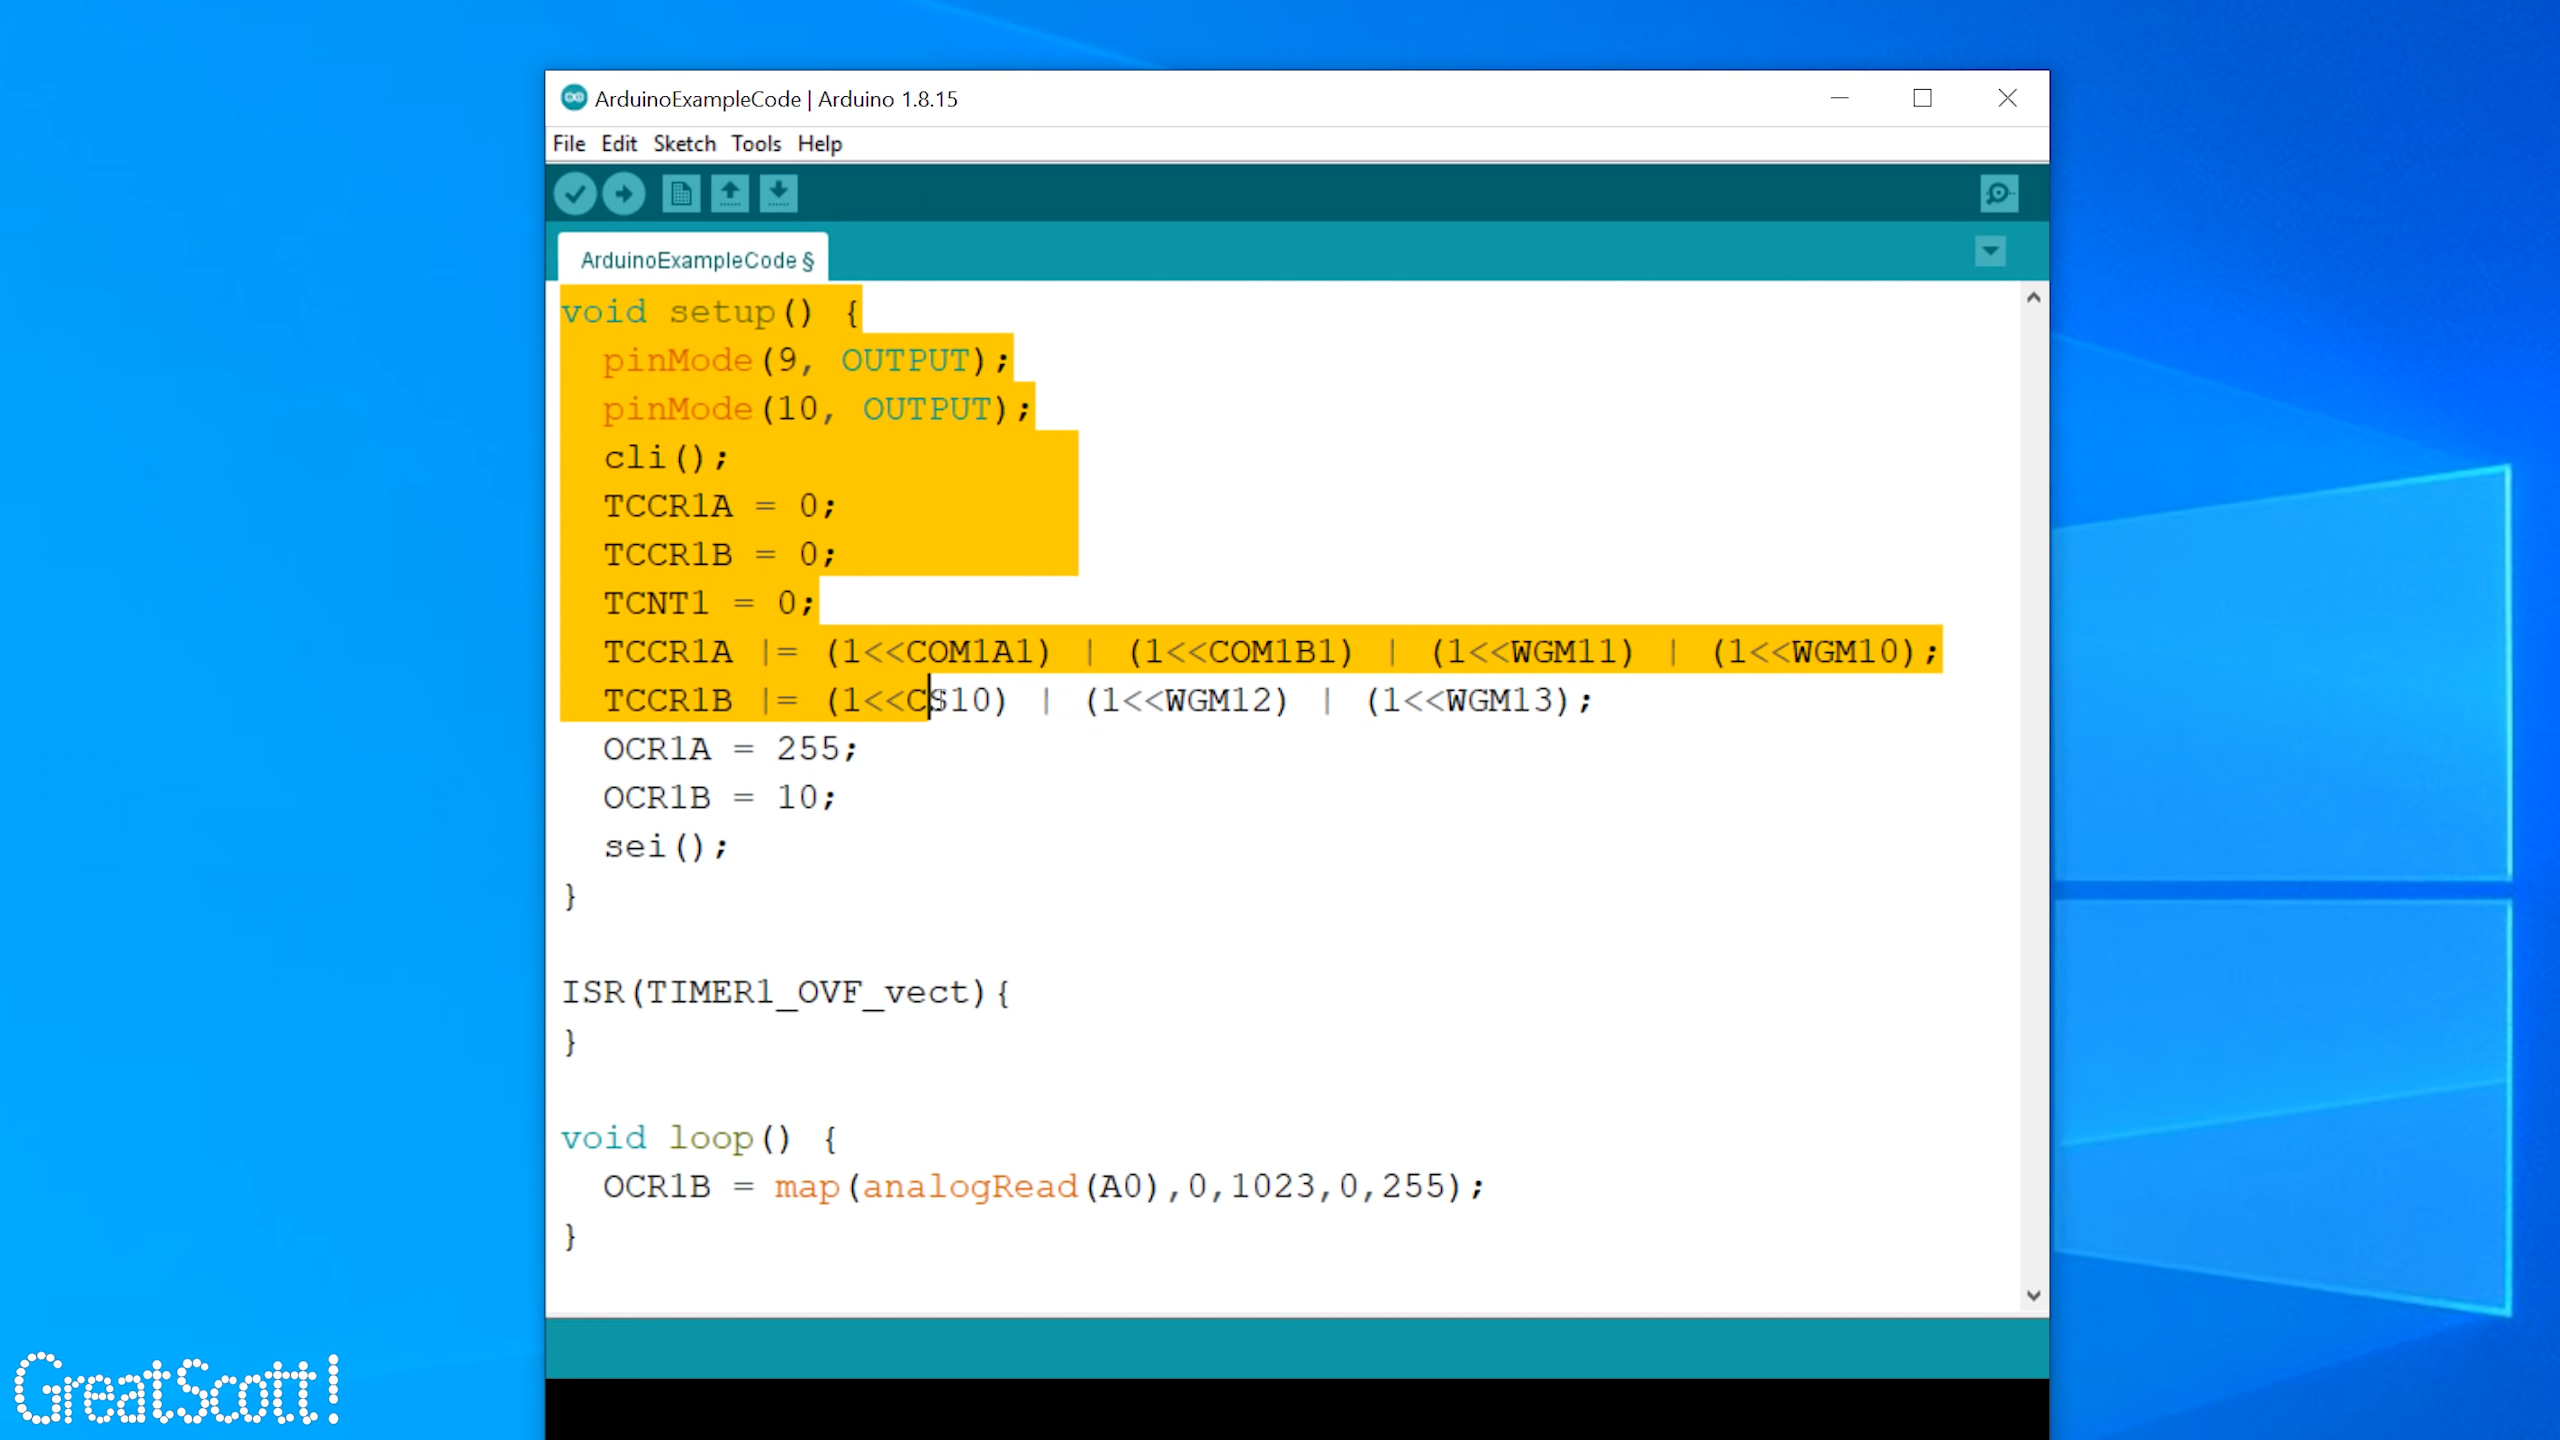 ArduinoExampleCode | Arduino 1.8.15
File Edit Sketch Tools Help
ArduinoExampleCode §
void setup() {
  pinMode(9, OUTPUT);
  pinMode(10, OUTPUT);
  cli();
  TCCR1A = 0;
  TCCR1B = 0;
  TCNT1 = 0;
  TCCR1A |= (1<<COM1A1) | (1<<COM1B1) | (1<<WGM11) | (1<<WGM10);
  TCCR1B |= (1<<CS10) | (1<<WGM12) | (1<<WGM13);
  OCR1A = 255;
  OCR1B = 10;
  sei();
}
ISR(TIMER1_OVF_vect){
}
void loop() {
  OCR1B = map(analogRead(A0),0,1023,0,255);
}
GreatScott!